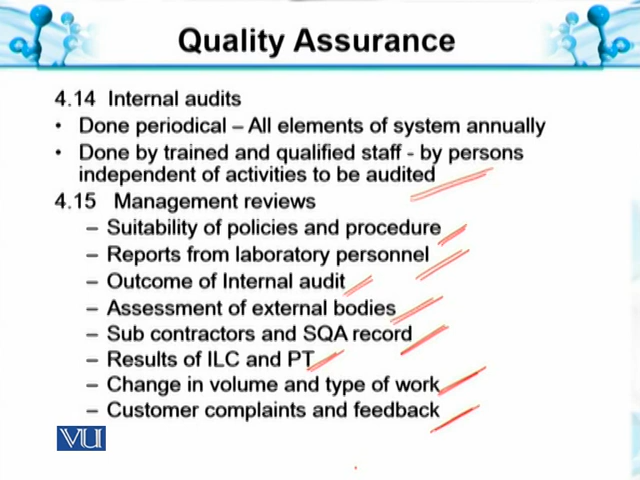 Quality Assurance
4.14 Internal audits
• Done periodical – All elements of system annually
• Done by trained and qualified staff - by persons
independent of activities to be audited
4.15 Management reviews
– Suitability of policies and procedure
– Reports from laboratory personnel
– Outcome of Internal audit
– Assessment of external bodies
– Sub contractors and SQA record
– Results of ILC and PT
– Change in volume and type of work
– Customer complaints and feedback
VU